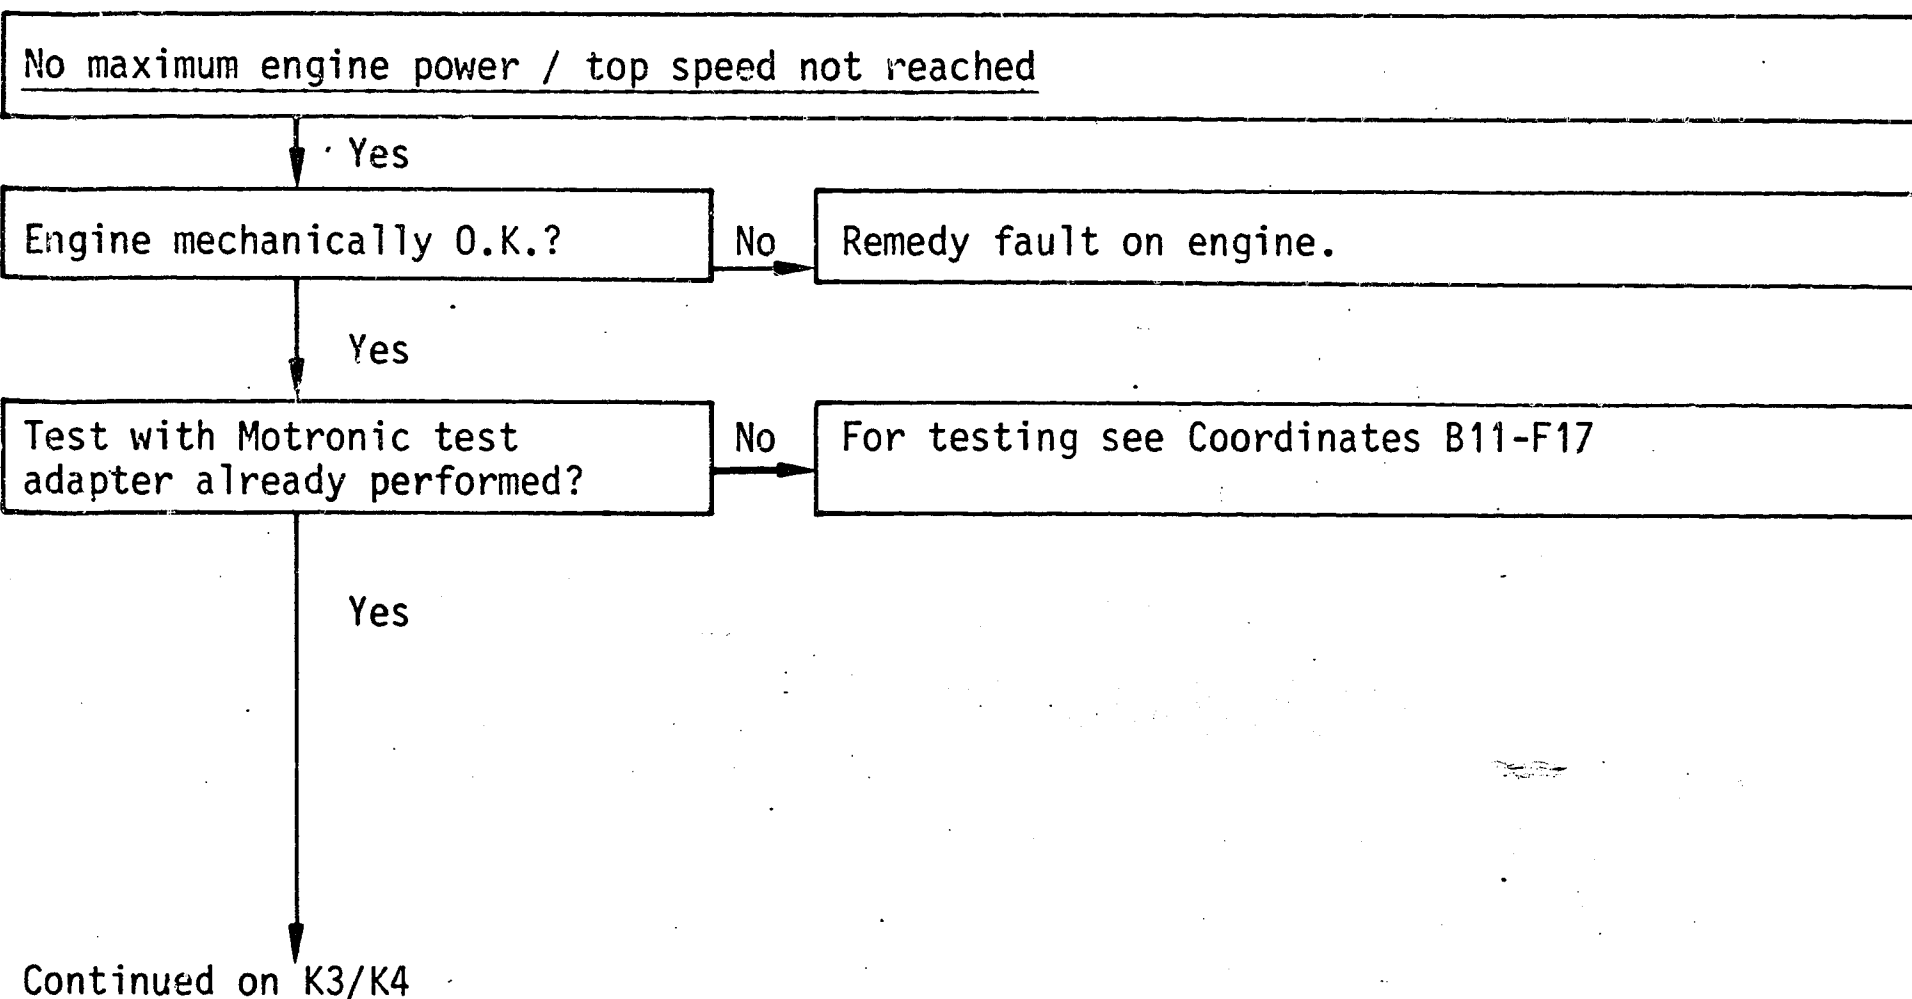 No maximum engine power / top speed not reached
Yes
Engine mechanically O.K.?
No
Remedy fault on engine.
Yes
Test with Motronic test
adapter already performed?
No
For testing see Coordinates B11-F17
Yes
Continued on K3/K4